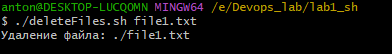 anton@DESKTOP-LUCQOMN MINGW64 /e/Devops_lab/lab1_sh
$ ./deleteFiles.sh file1.txt
Удаление файла: ./file1.txt